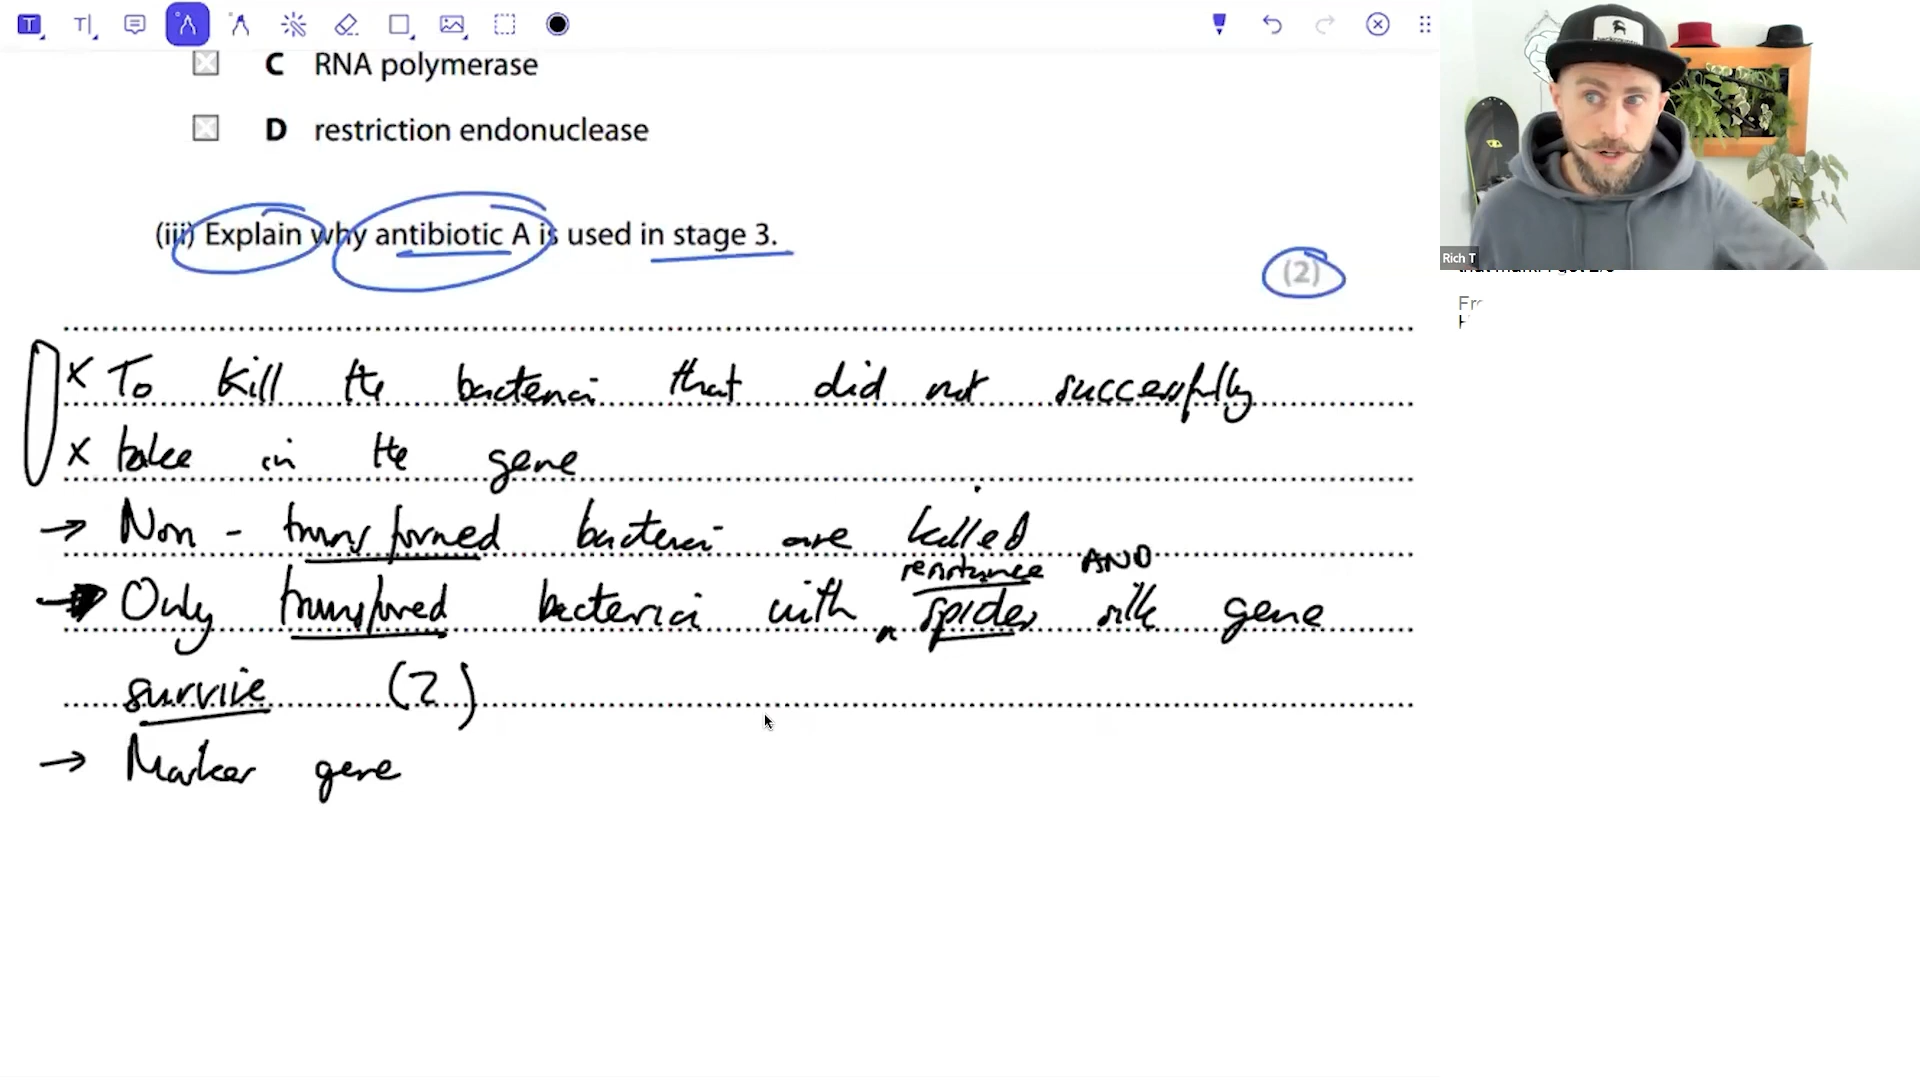 C RNA polymerase
D restriction endonuclease
(iii) Explain why antibiotic A is used in stage 3.
(2)
x To kill the bacteria that did not successfully
x take in the gene
→ Non - transformed bacteria are killed
resistance AND
→ Only transformed bacteria with spider silk gene
survive (2)
→ Marker gene
Rich T